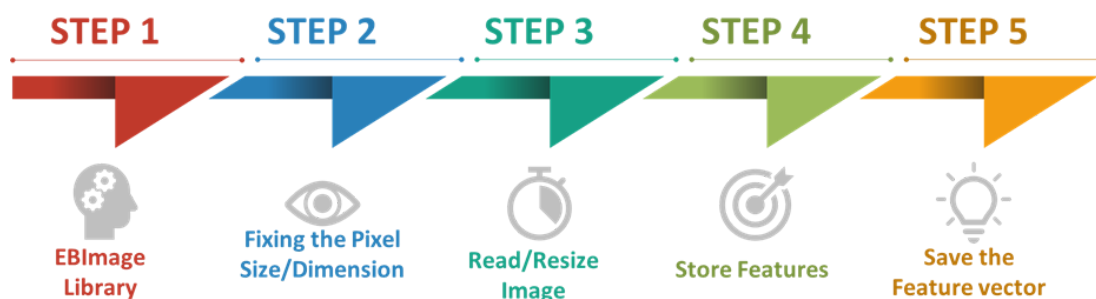 STEP 1
STEP 2
STEP 3
STEP 4
STEP 5
EBImage
Library
Fixing the Pixel
Size/Dimension
Read/Resize
Image
Store Features
Save the
Feature vector